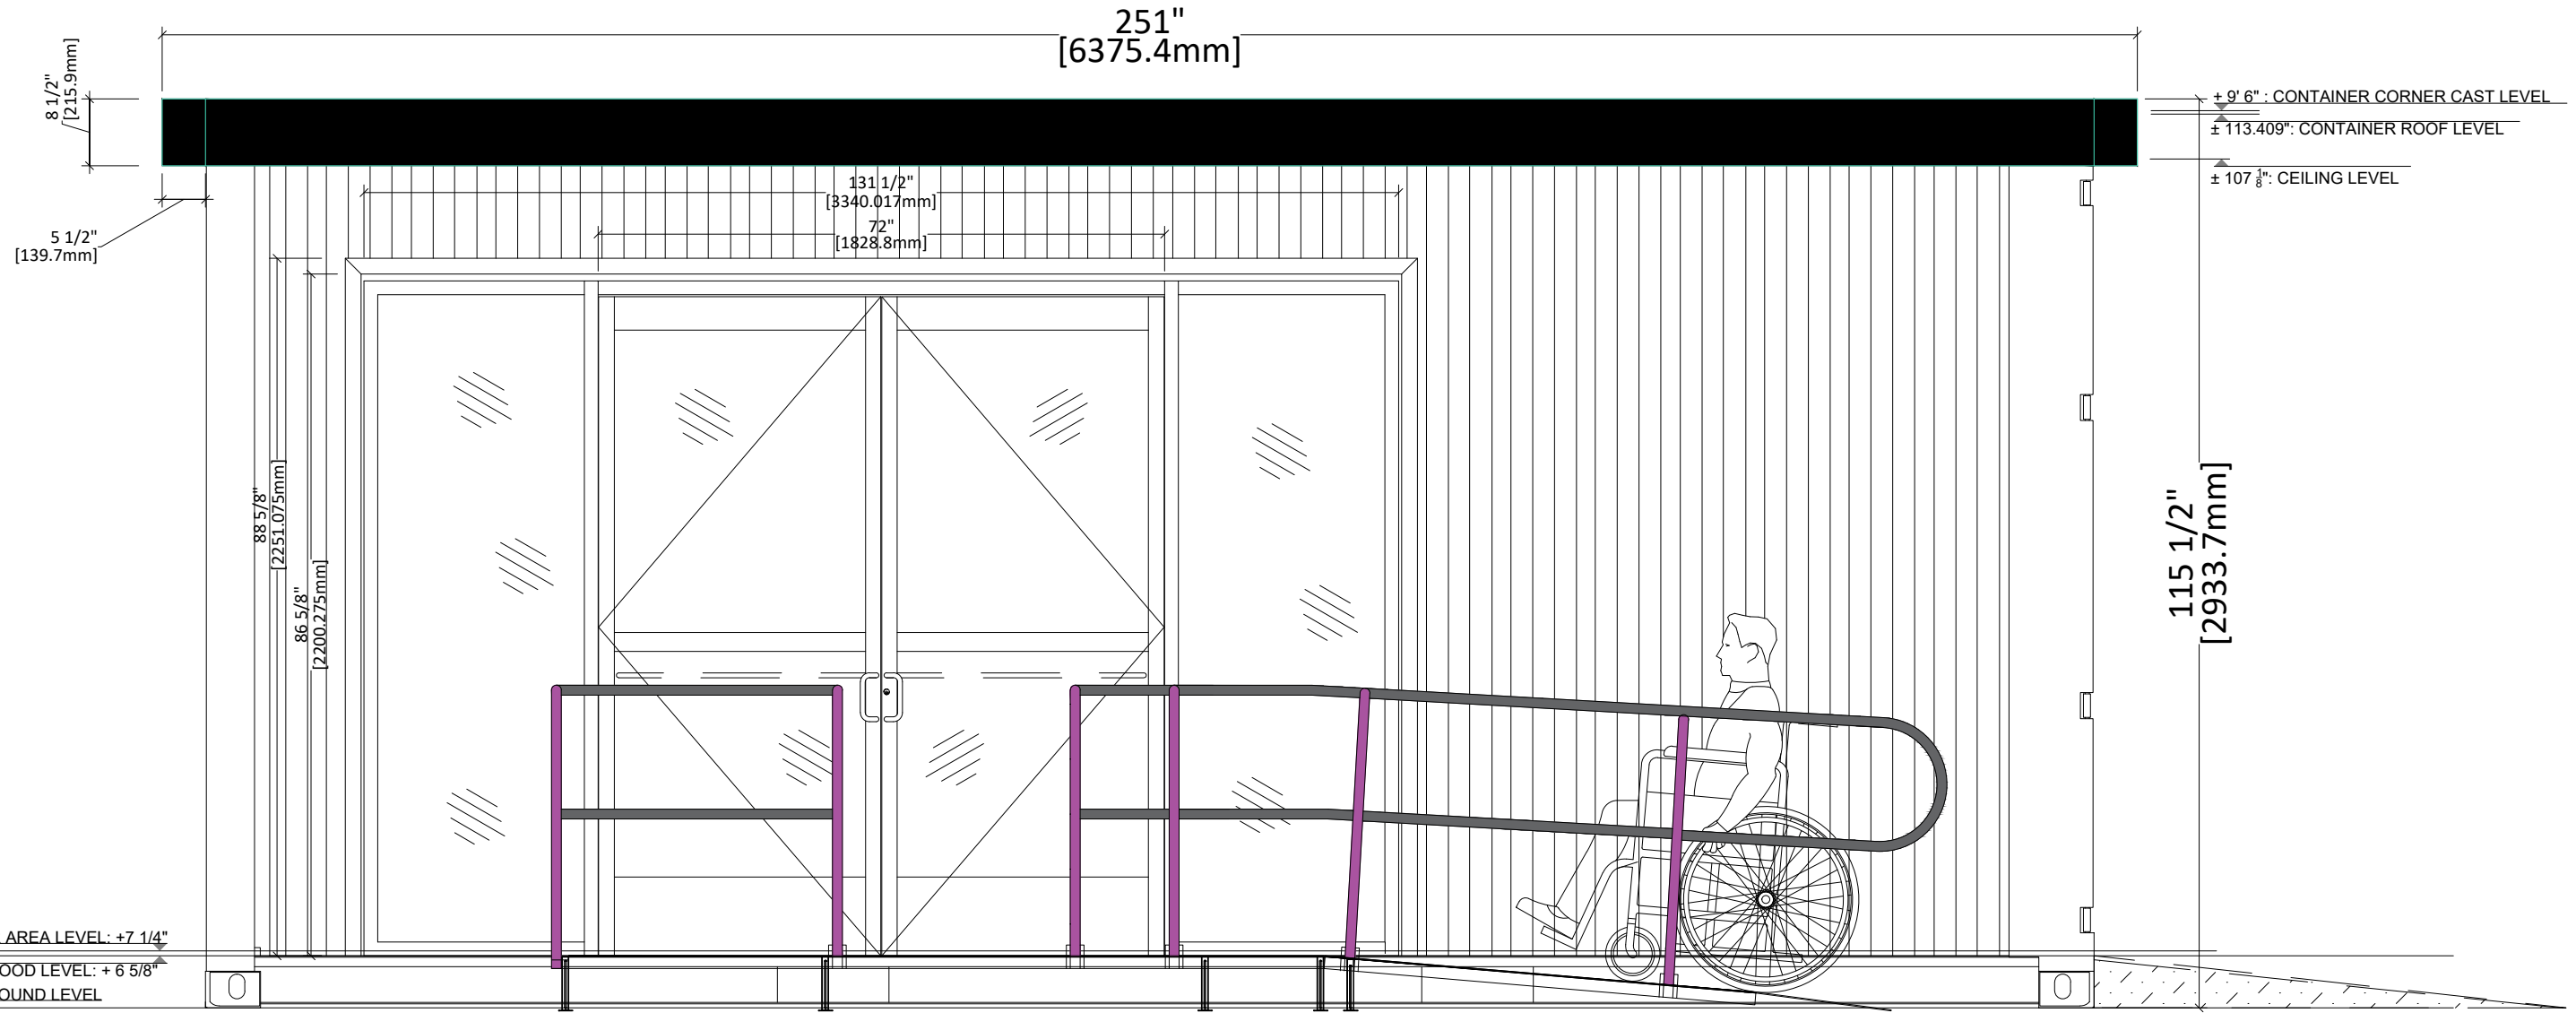 251"
[6375.4mm]
8 1/2"
[215.9mm]
+ 9' 6" : CONTAINER CORNER CAST LEVEL
± 113.409": CONTAINER ROOF LEVEL
± 107 1/8": CEILING LEVEL
131 1/2"
[3340.017mm]
72"
[1828.8mm]
5 1/2"
[139.7mm]
88 5/8"
[2251.075mm]
86 5/8"
[2200.275mm]
115 1/2"
[2933.7mm]
AREA LEVEL: +7 1/4"
OOD LEVEL: + 6 5/8"
OUND LEVEL